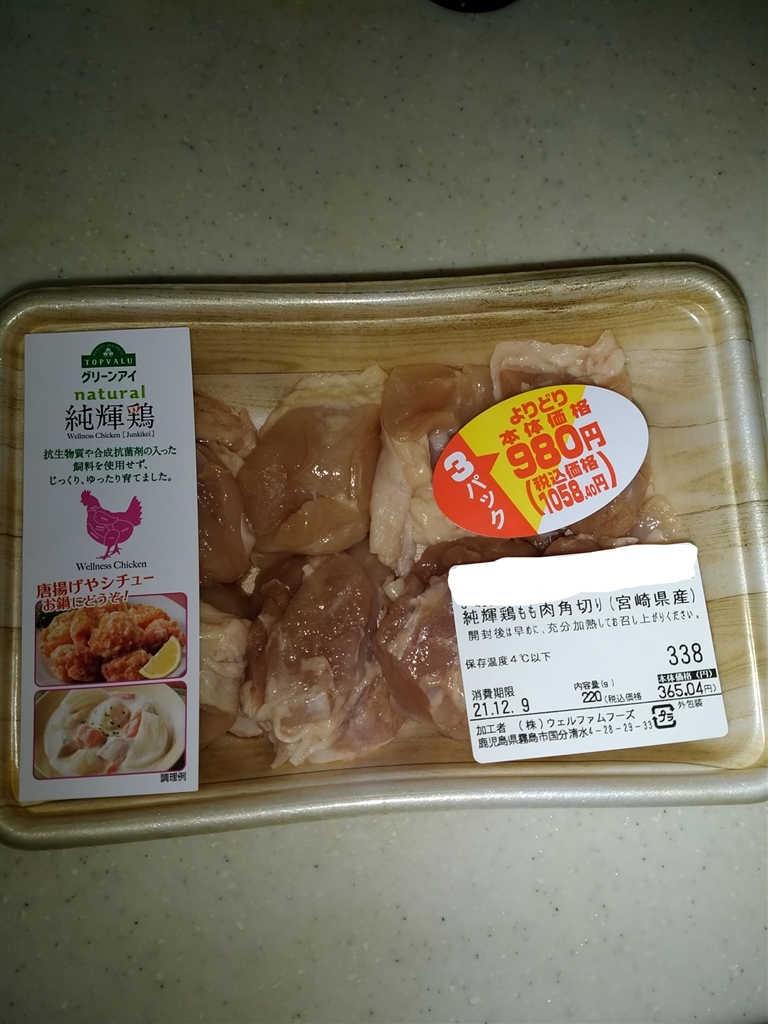 TOPVALU
グリーンアイ
natural
純輝鶏
Wellness Chicken [Junkikei]
抗生物質や合成抗菌剤の入った
飼料を使用せず、
じっくり、ゆったり育てました。
Wellness Chicken
唐揚げやシチュー
お鍋にどうぞ!
調理例
3パック
よりどり
本体価格
980円
(税込価格
1058.40円)
純輝鶏もも肉角切り(宮崎県産)
開封後は早めに、充分加熱してお召し上がりください。
保存温度4℃以下
338
消費期限
21.12. 9
内容量(g)
220
本体価格(円)
(税込価格 365.04円)
加工者 (株)ウェルファムフーズ
鹿児島県霧島市国分清水4-28-29-33
プラ
外包装